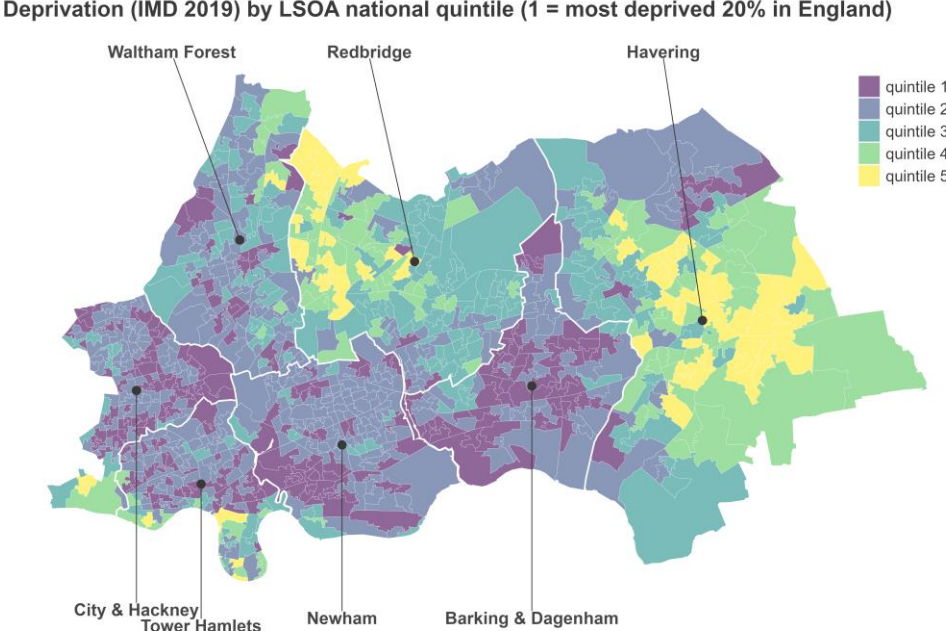 Deprivation (IMD 2019) by LSOA national quintile (1 = most deprived 20% in England)
Waltham Forest
Redbridge
Havering
quintile 1
quintile 2
quintile 3
quintile 4
quintile 5
City & Hackney
Tower Hamlets
Newham
Barking & Dagenham